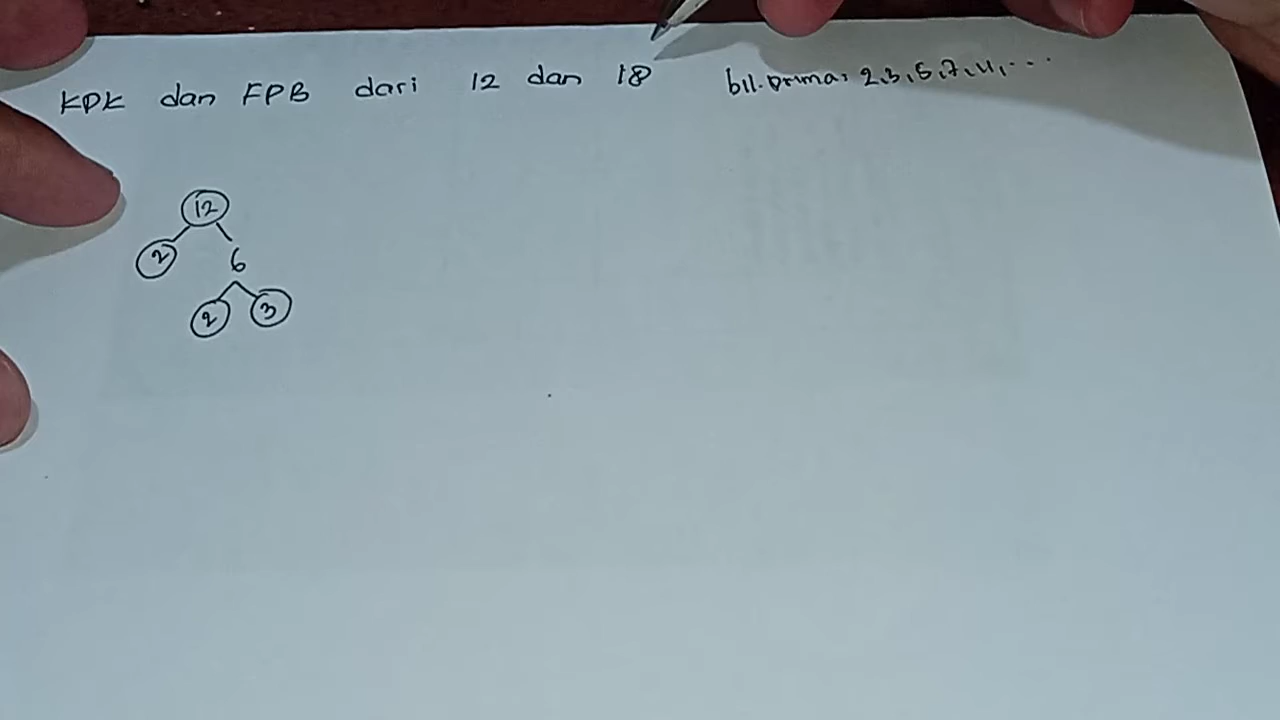 KPK dan FPB dari 12 dan 18
bil. prima: 2, 3, 5, 7, 11, ...
12
2 6
2 3